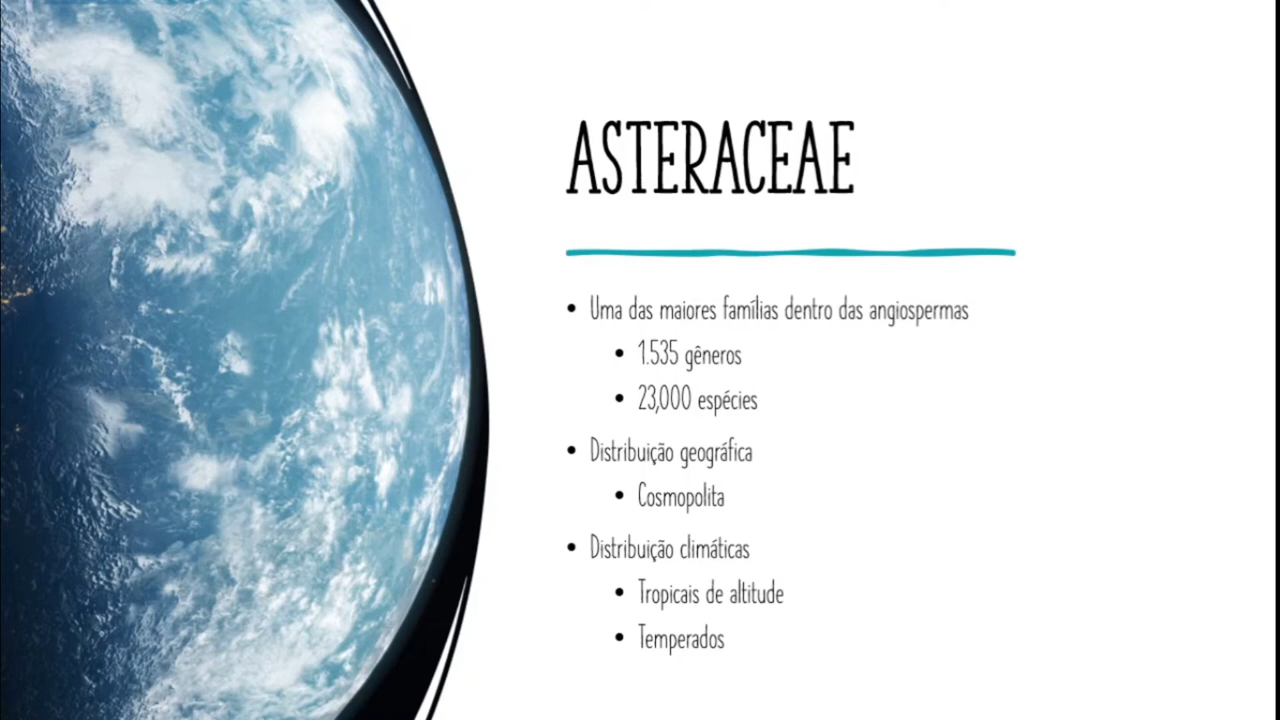 ASTERACEAE
• Uma das maiores famílias dentro das angiospermas
• 1.535 gêneros
• 23,000 espécies
• Distribuição geográfica
• Cosmopolita
• Distribuição climáticas
• Tropicais de altitude
• Temperados